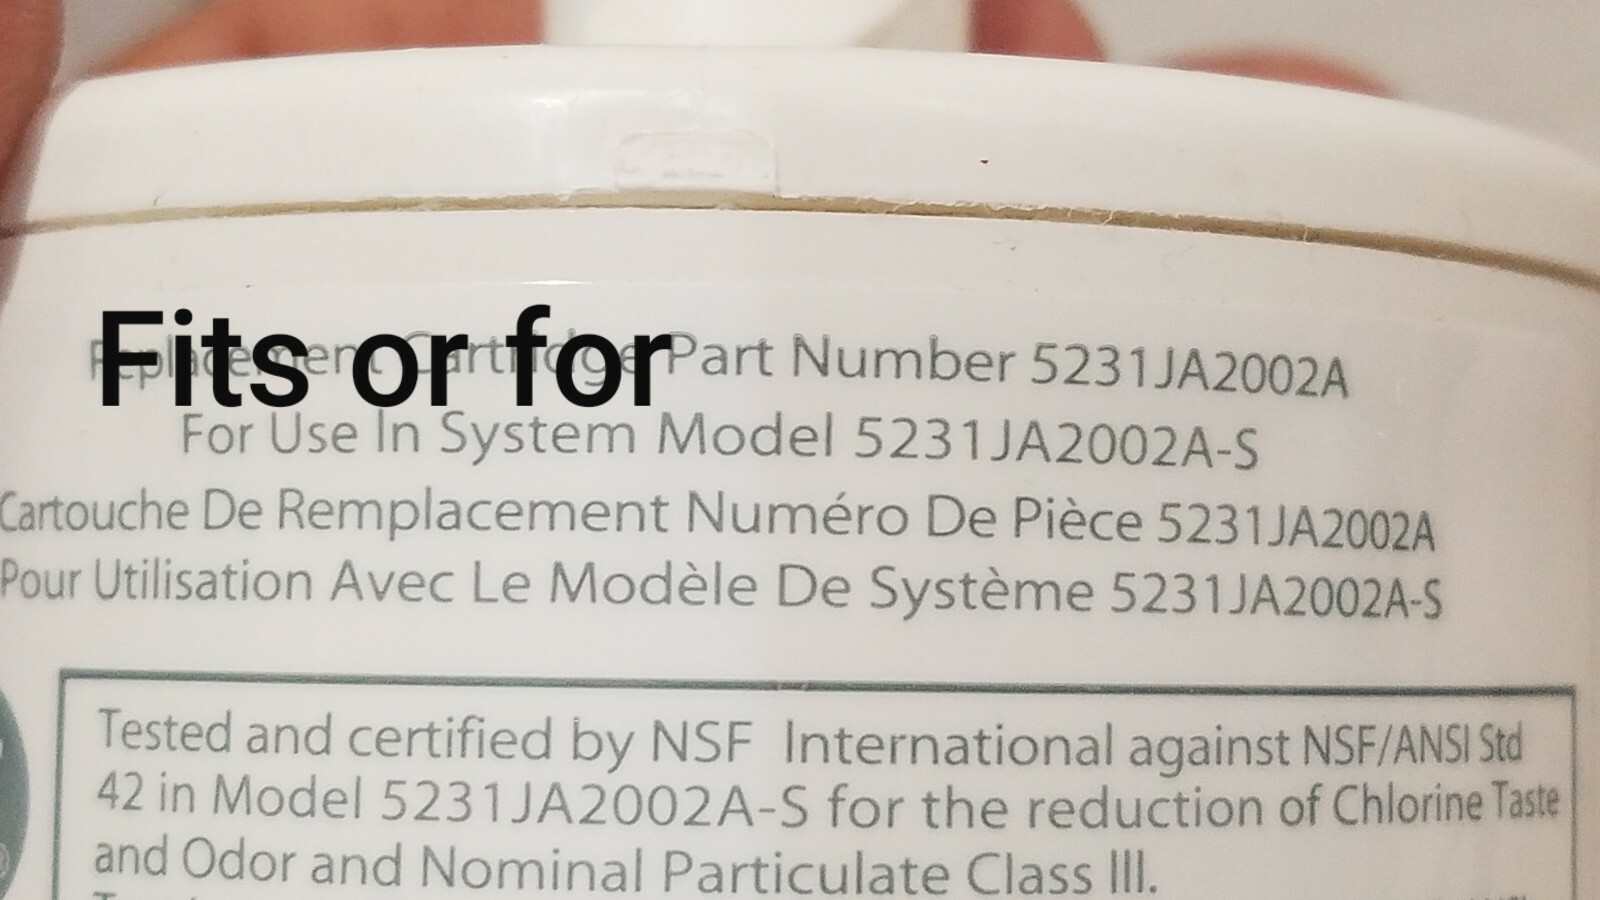 Fits or for
Replacement Cartridge Part Number 5231JA2002A
For Use In System Model 5231JA2002A-S
Cartouche De Remplacement Numéro De Pièce 5231JA2002A
Pour Utilisation Avec Le Modèle De Système 5231JA2002A-S
Tested and certified by NSF International against NSF/ANSI Std
42 in Model 5231JA2002A-S for the reduction of Chlorine Taste
and Odor and Nominal Particulate Class III.
®